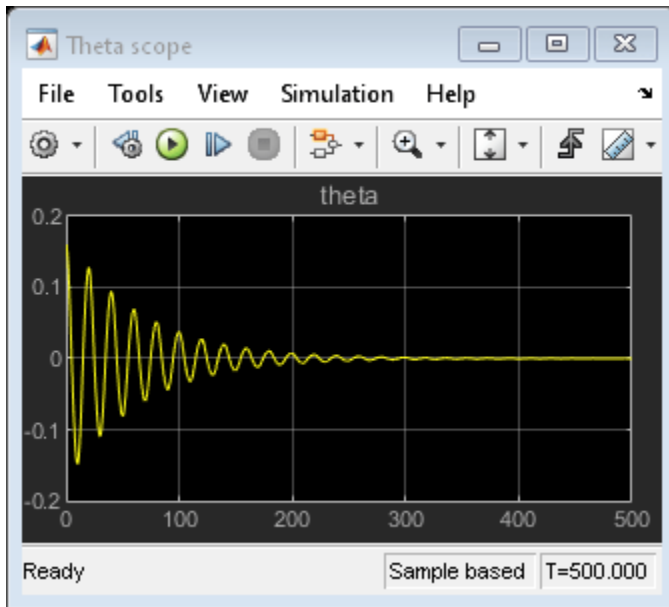 Theta scope
File Tools View Simulation Help
theta
0.2
0.1
0
-0.1
-0.2
0 100 200 300 400 500
Ready Sample based T=500.000